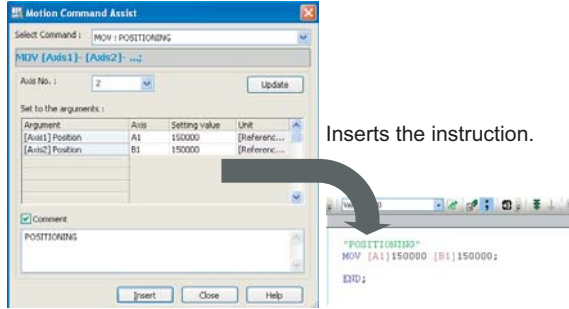 Motion Command Assist
Select Command : MOV : POSITIONING
MOV [Axis1]- [Axis2]- ...;
Axis No. : 2 Update
Set to the arguments :
Argument Axis Setting value Unit
[Axis1] Position A1 150000 [Referenc...
[Axis2] Position B1 150000 [Referenc...
Comment
POSITIONING
Insert Close Help
Inserts the instruction.
"POSITIONING"
MOV [A1]150000 [B1]150000;
END;